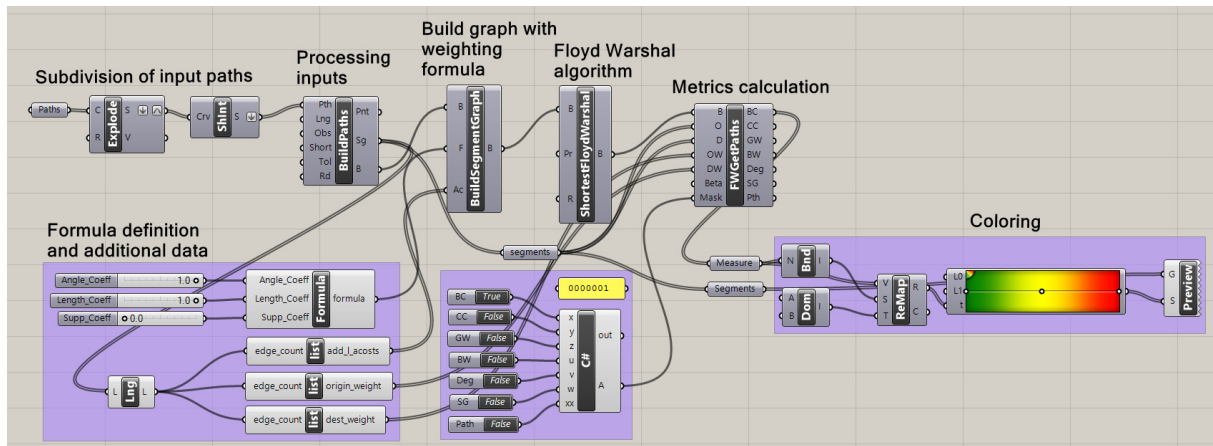 Build graph with
weighting
formula
Floyd Warshal
algorithm
Processing
inputs
Subdivision of input paths
Metrics calculation
Paths
C
R
Explode
S
V
Crv
ShInt
S
Pth
Lng
Obs
Short
Tol
Rd
BuildPaths
Pnt
Sg
B
B
F
Ac
BuildSegmentGraph
B
B
Pr
R
ShortestFloydWarshal
B
B
O
D
OW
DW
Beta
Mask
FWGetPaths
BC
CC
GW
BW
Deg
SG
Pth
Formula definition
and additional data
Angle_Coeff 1.0
Length_Coeff 1.0
Supp_Coeff 0.0
Angle_Coeff
Length_Coeff
Supp_Coeff
Formula
formula
L Lng L
edge_count list add_l_acosts
edge_count list origin_weight
edge_count list dest_weight
segments
0000001
BC True
CC False
GW False
BW False
Deg False
SG False
Path False
x
y
z
u
v
w
xx
C#
out
A
Coloring
Measure
Segments
N Bnd I
A
B
Dom
I
V
S
T
ReMap
R
C
L0
L1
t
G
S
Preview